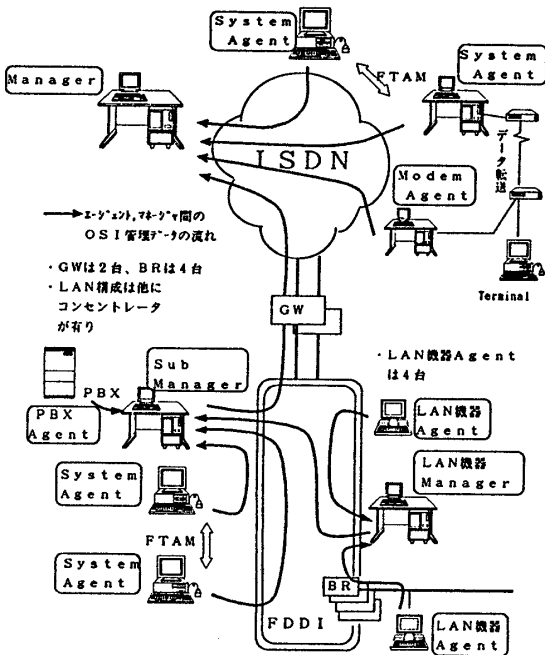 System
Agent
Manager
FTAM
System
Agent
ISDN
データ転送
Modem
Agent
Terminal
エージェント,マネージャ間の
OSI管理データの流れ
・GWは2台、BRは4台
・LAN構成は他に
コンセントレータ
が有り
GW
Sub
Manager
・LAN機器Agent
は4台
PBX
PBX
Agent
LAN機器
Agent
System
Agent
LAN機器
Manager
FTAM
System
Agent
BR
FDDI
LAN機器
Agent